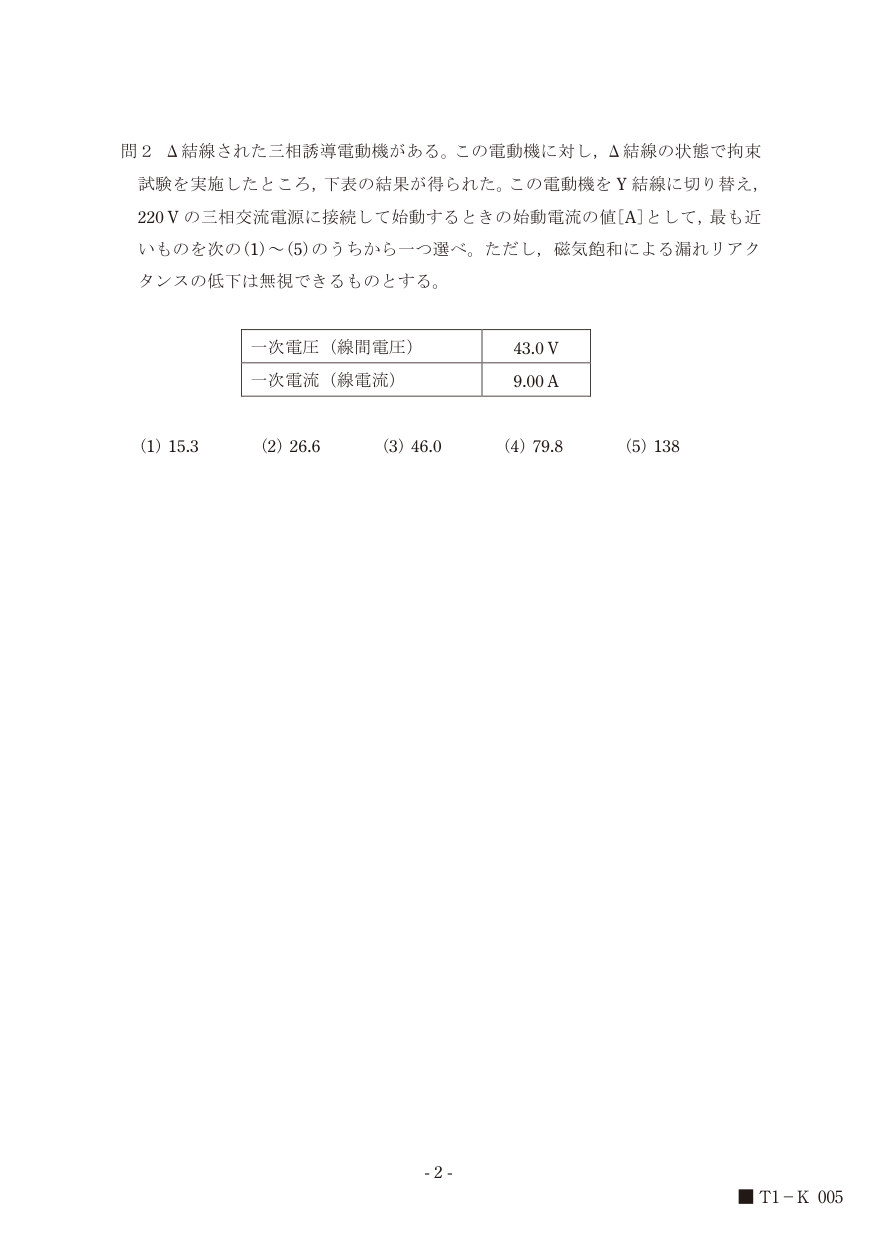 問２ Δ結線された三相誘導電動機がある。この電動機に対し，Δ結線の状態で拘束
試験を実施したところ，下表の結果が得られた。この電動機を Y 結線に切り替え，
220 V の三相交流電源に接続して始動するときの始動電流の値[A]として，最も近
いものを次の(1)～(5)のうちから一つ選べ。ただし，磁気飽和による漏れリアク
タンスの低下は無視できるものとする。
一次電圧（線間電圧） 43.0 V
一次電流（線電流） 9.00 A
(1) 15.3 (2) 26.6 (3) 46.0 (4) 79.8 (5) 138
- 2 -
■ T1－K 005